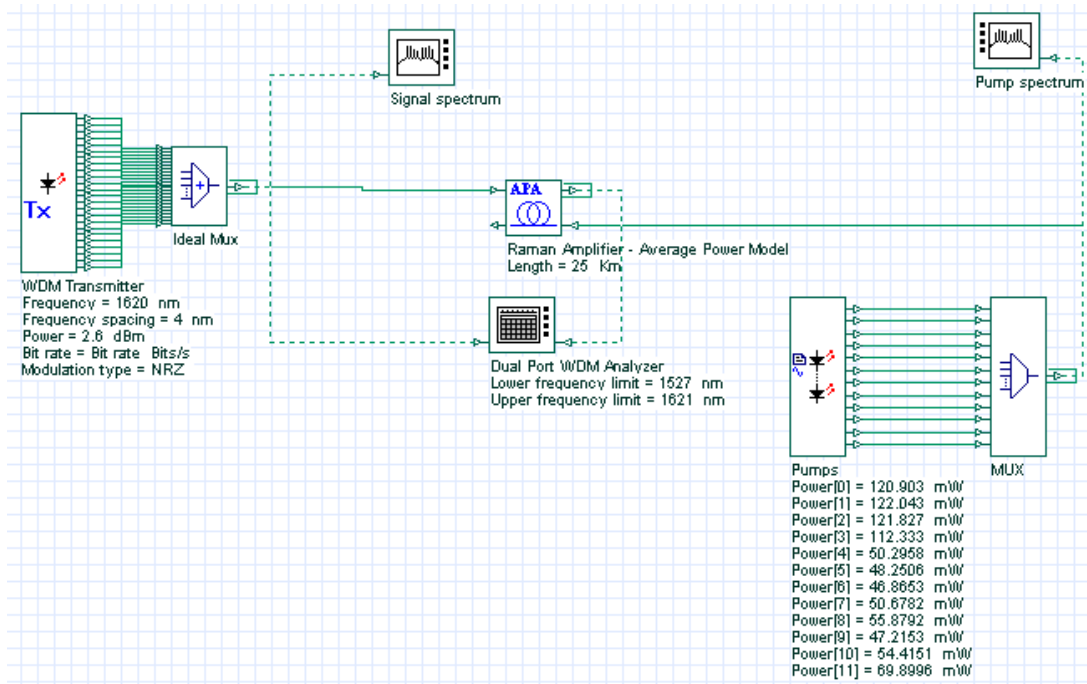 Signal spectrum
Pump spectrum
Tx
Ideal Mux
APA
Raman Amplifier - Average Power Model
Length = 25 Km
WDM Transmitter
Frequency = 1620 nm
Frequency spacing = 4 nm
Power = 2.6 dBm
Bit rate = Bit rate Bits/s
Modulation type = NRZ
Dual Port WDM Analyzer
Lower frequency limit = 1527 nm
Upper frequency limit = 1621 nm
Pumps
MUX
Power[0] = 120.903 mW
Power[1] = 122.043 mW
Power[2] = 121.827 mW
Power[3] = 112.333 mW
Power[4] = 50.2958 mW
Power[5] = 48.2506 mW
Power[6] = 46.8653 mW
Power[7] = 50.6782 mW
Power[8] = 55.8792 mW
Power[9] = 47.2153 mW
Power[10] = 54.4151 mW
Power[11] = 69.8996 mW